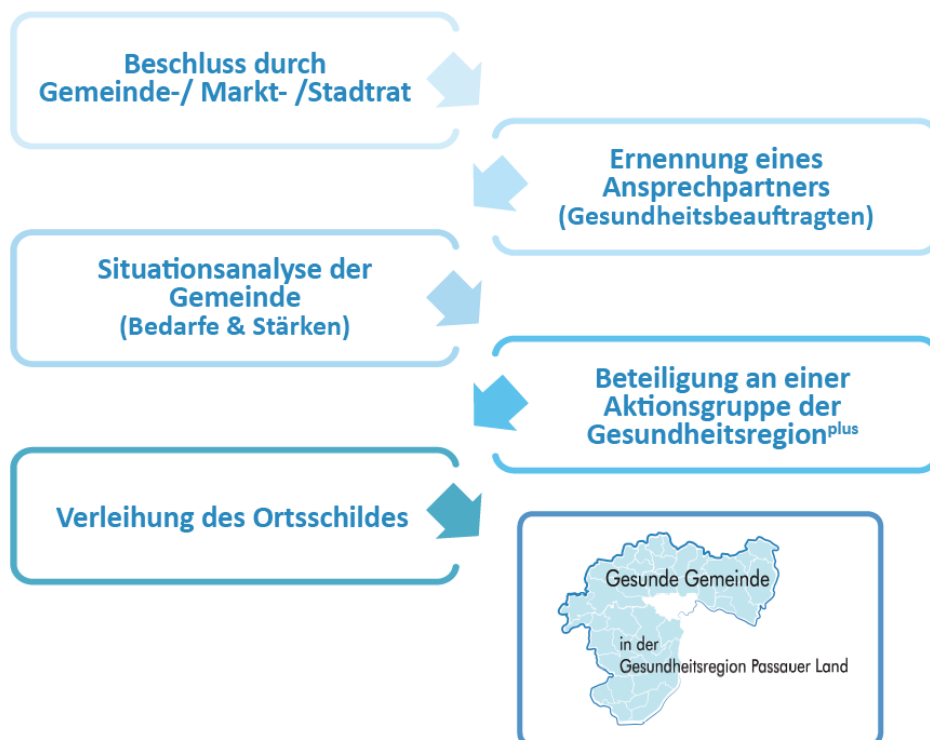 Beschluss durch
Gemeinde-/ Markt- /Stadtrat
Ernennung eines
Ansprechpartners
(Gesundheitsbeauftragten)
Situationsanalyse der
Gemeinde
(Bedarfe & Stärken)
Beteiligung an einer
Aktionsgruppe der
Gesundheitsregionplus
Verleihung des Ortsschildes
Gesunde Gemeinde
in der
Gesundheitsregion Passauer Land